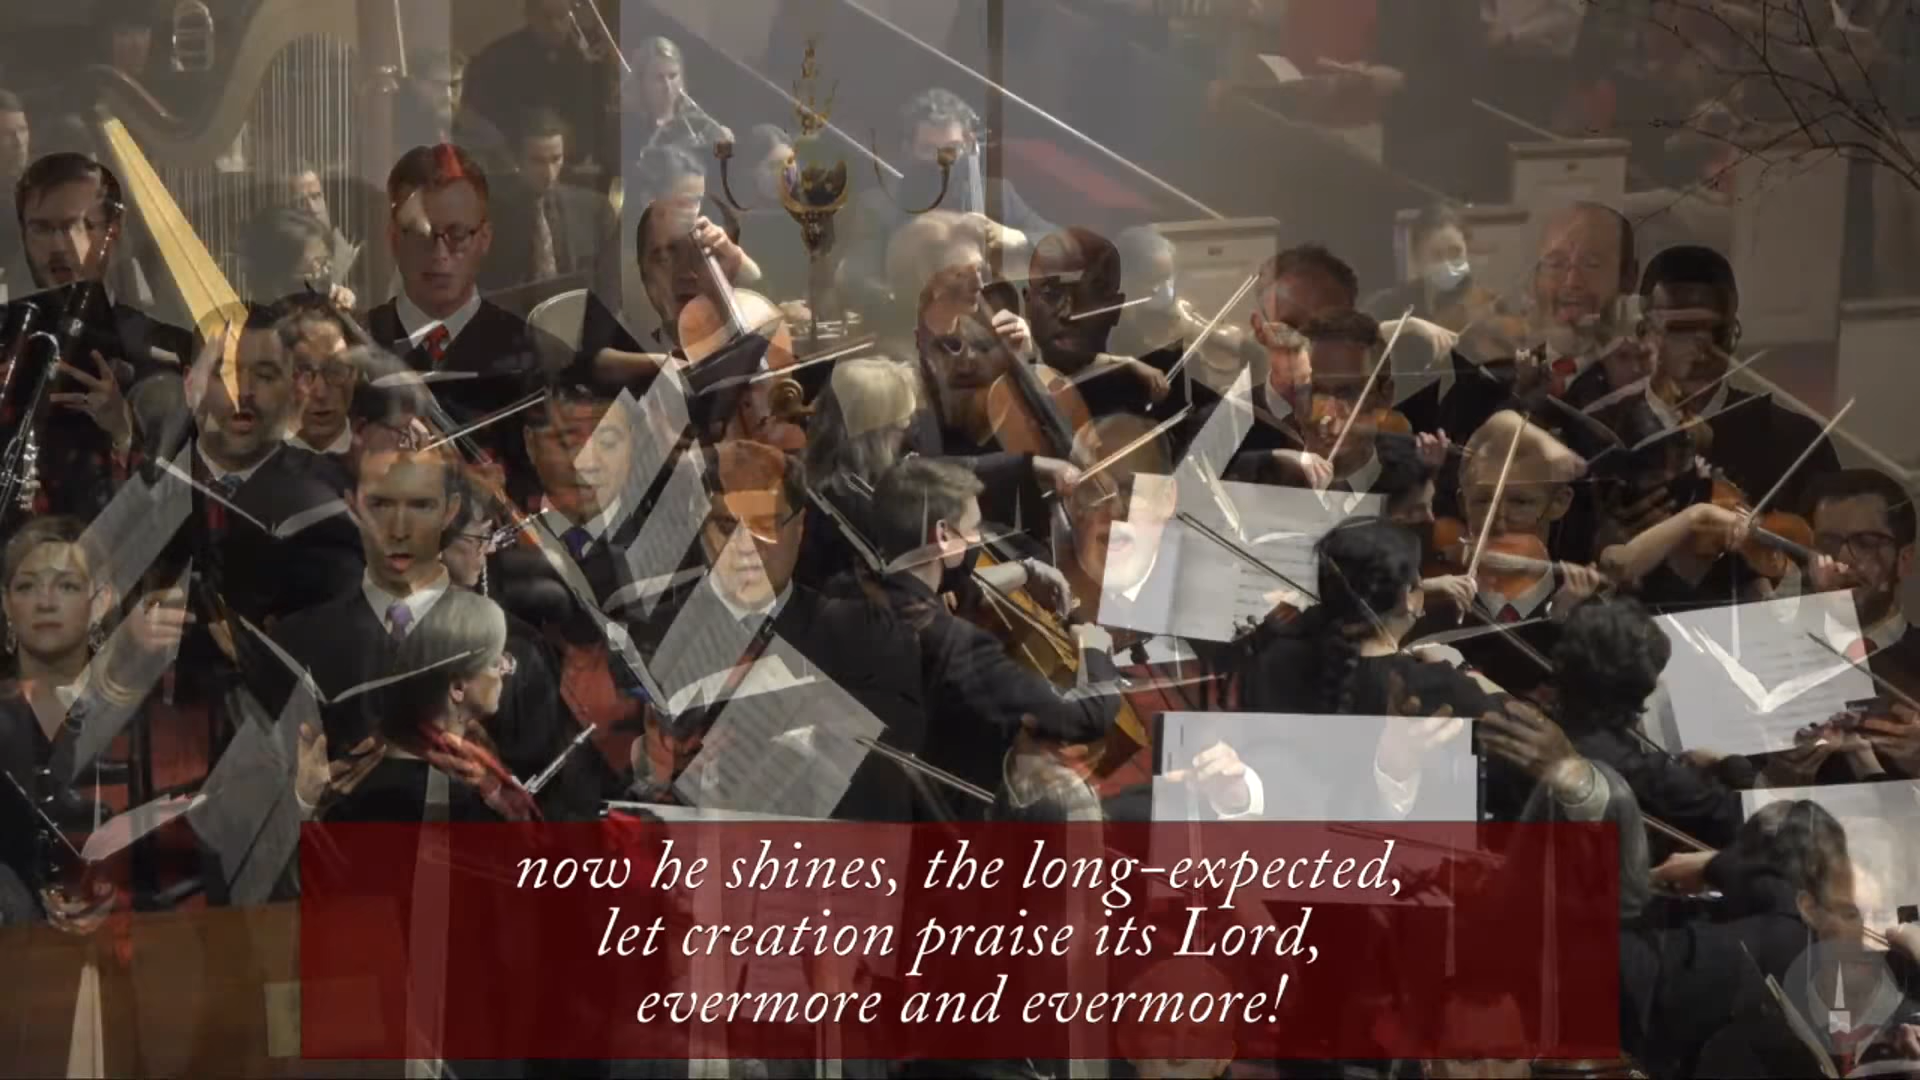 now he shines, the long-expected,
let creation praise its Lord,
evermore and evermore!